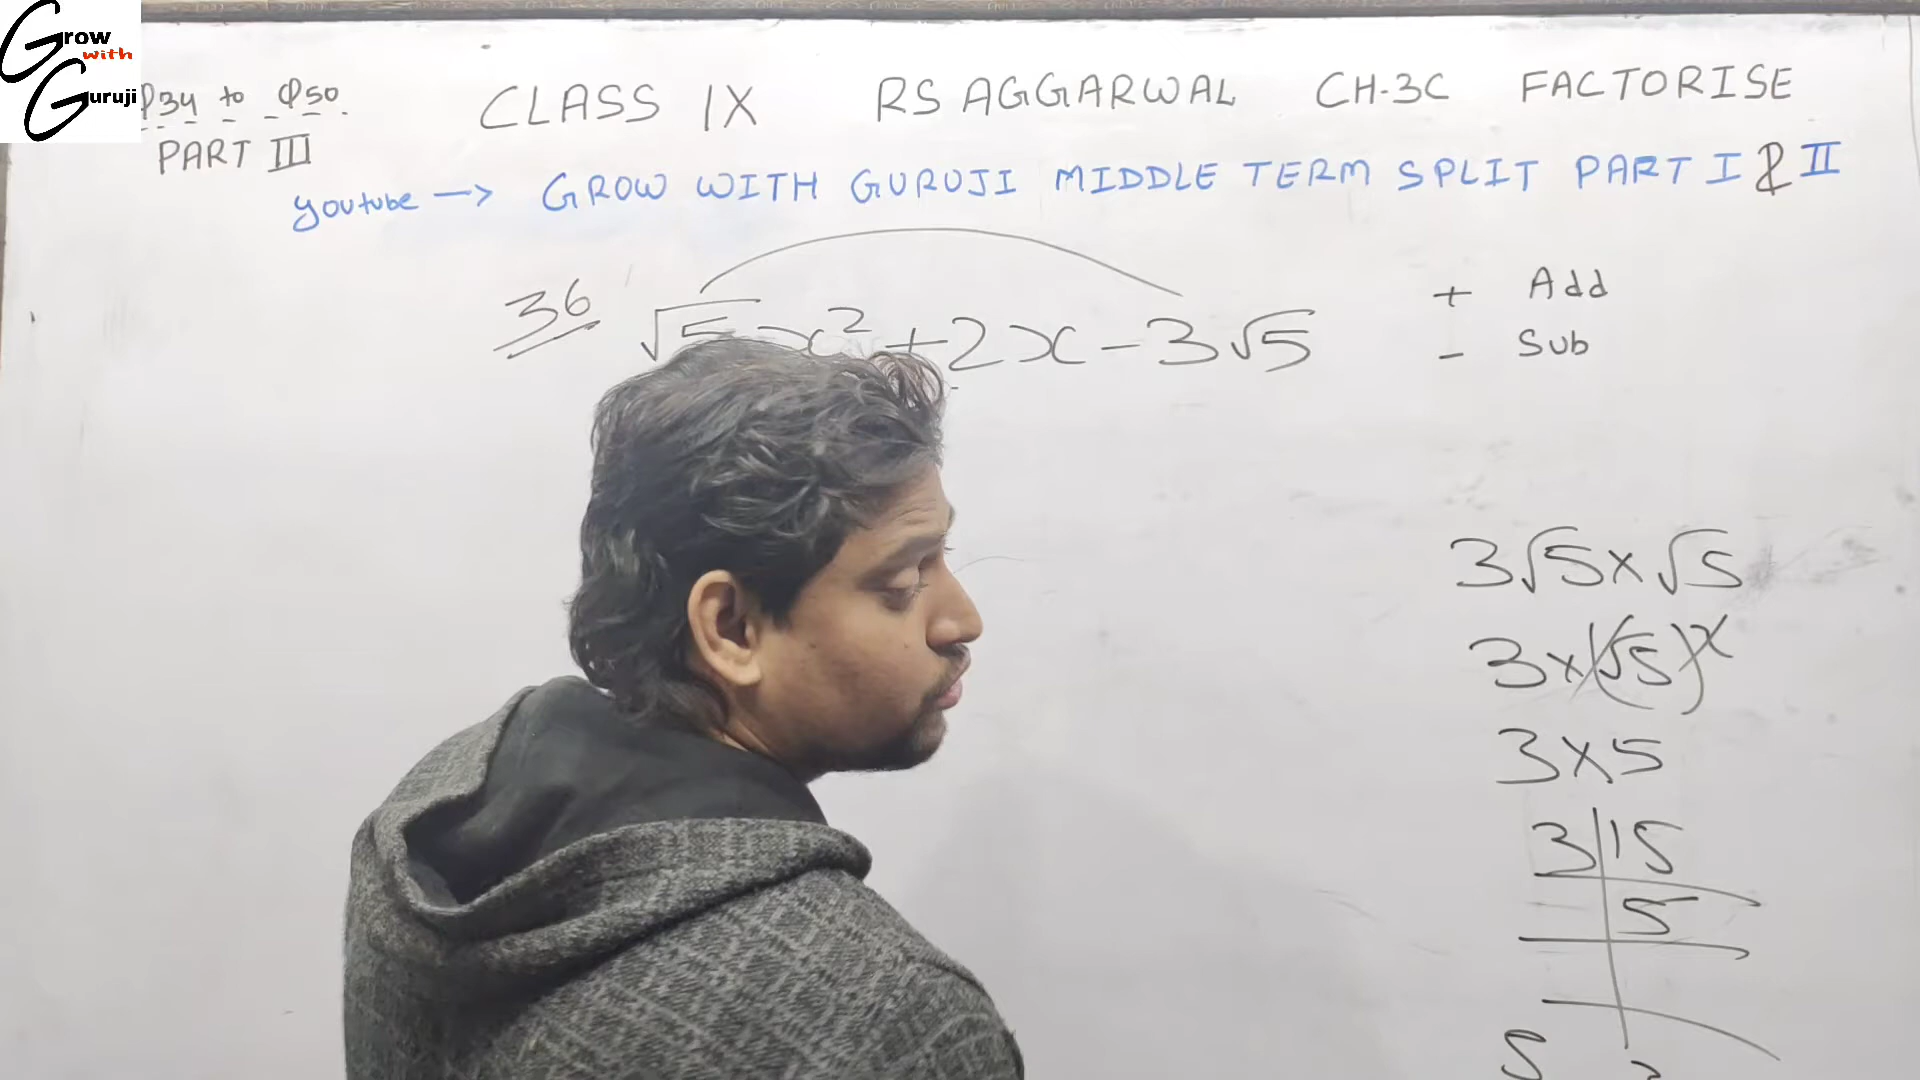 Grow
with
Guruji
Q34 to Q50.
CLASS IX RS AGGARWAL CH-3C FACTORISE
PART III
youtube → GROW WITH GURUJI MIDDLE TERM SPLIT PART I & II
36 √5x²+2x-3√5
+ Add
- Sub
3√5×√5
3×(√5)²
3×5
3|15
5
5